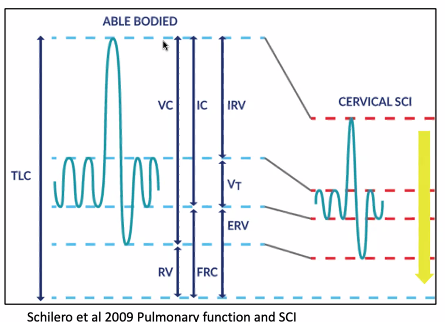 ABLE BODIED
VC
IC
IRV
CERVICAL SCI
TLC
VT
ERV
RV
FRC
Schilero et al 2009 Pulmonary function and SCI